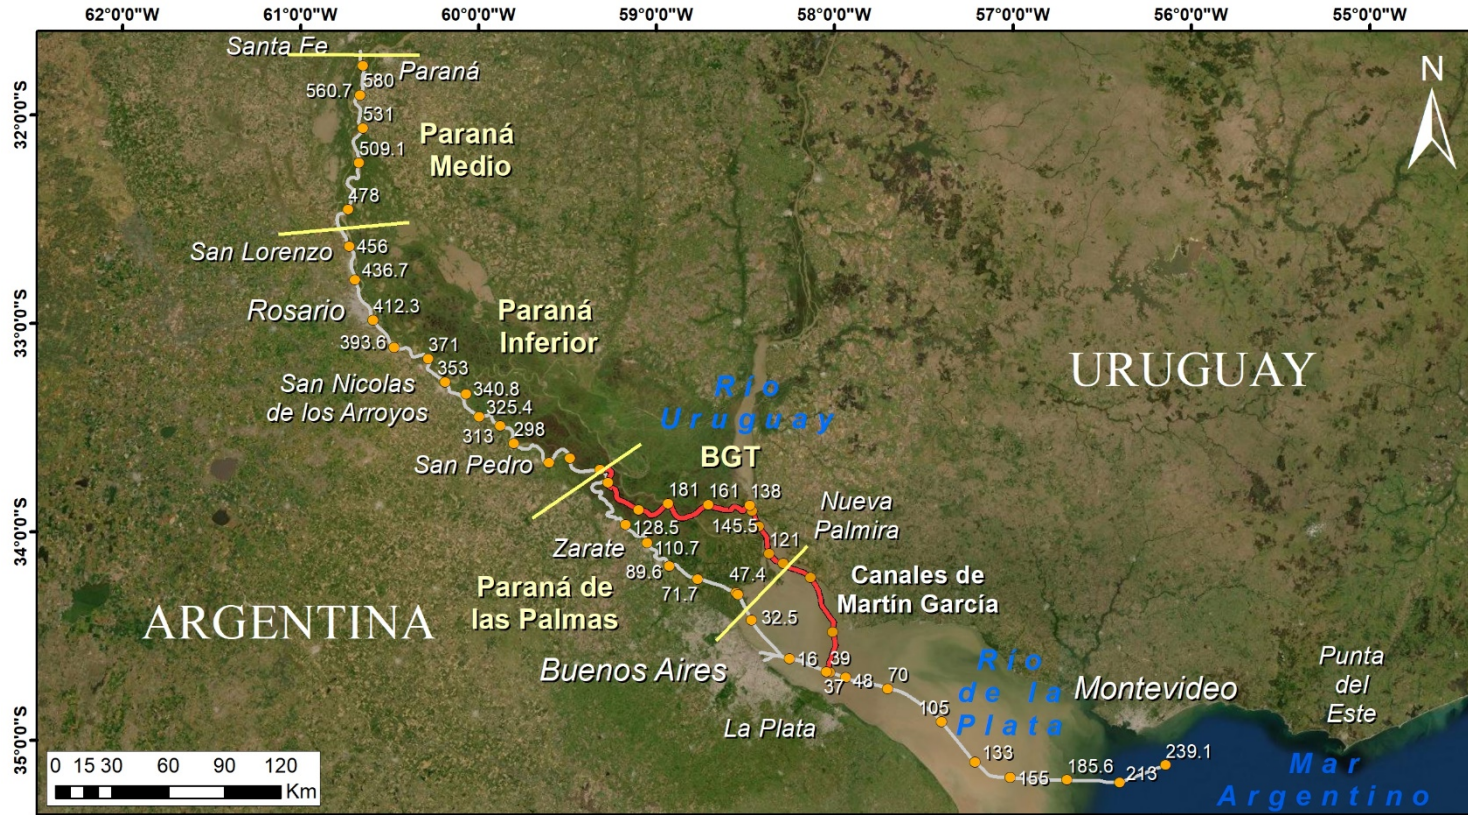 62°0'0"W
61°0'0"W
60°0'0"W
59°0'0"W
58°0'0"W
57°0'0"W
56°0'0"W
55°0'0"W
32°0'0"S
33°0'0"S
34°0'0"S
35°0'0"S
N
Santa Fe
Paraná
580
560.7
531
509.1
478
Paraná
Medio
San Lorenzo
456
436.7
Rosario
412.3
393.6
371
353
340.8
325.4
313
298
San Nicolas
de los Arroyos
San Pedro
Paraná
Inferior
Río
Uruguay
BGT
URUGUAY
181
161
138
145.5
121
Nueva
Palmira
128.5
Zarate
110.7
89.6
71.7
47.4
32.5
Paraná de
las Palmas
Canales de
Martín García
ARGENTINA
Buenos Aires
16
39
37
48
70
105
133
155
185.6
213
239.1
La Plata
Río
de la
Plata
Montevideo
Punta
del
Este
Mar
Argentino
0 15 30 60 90 120
Km